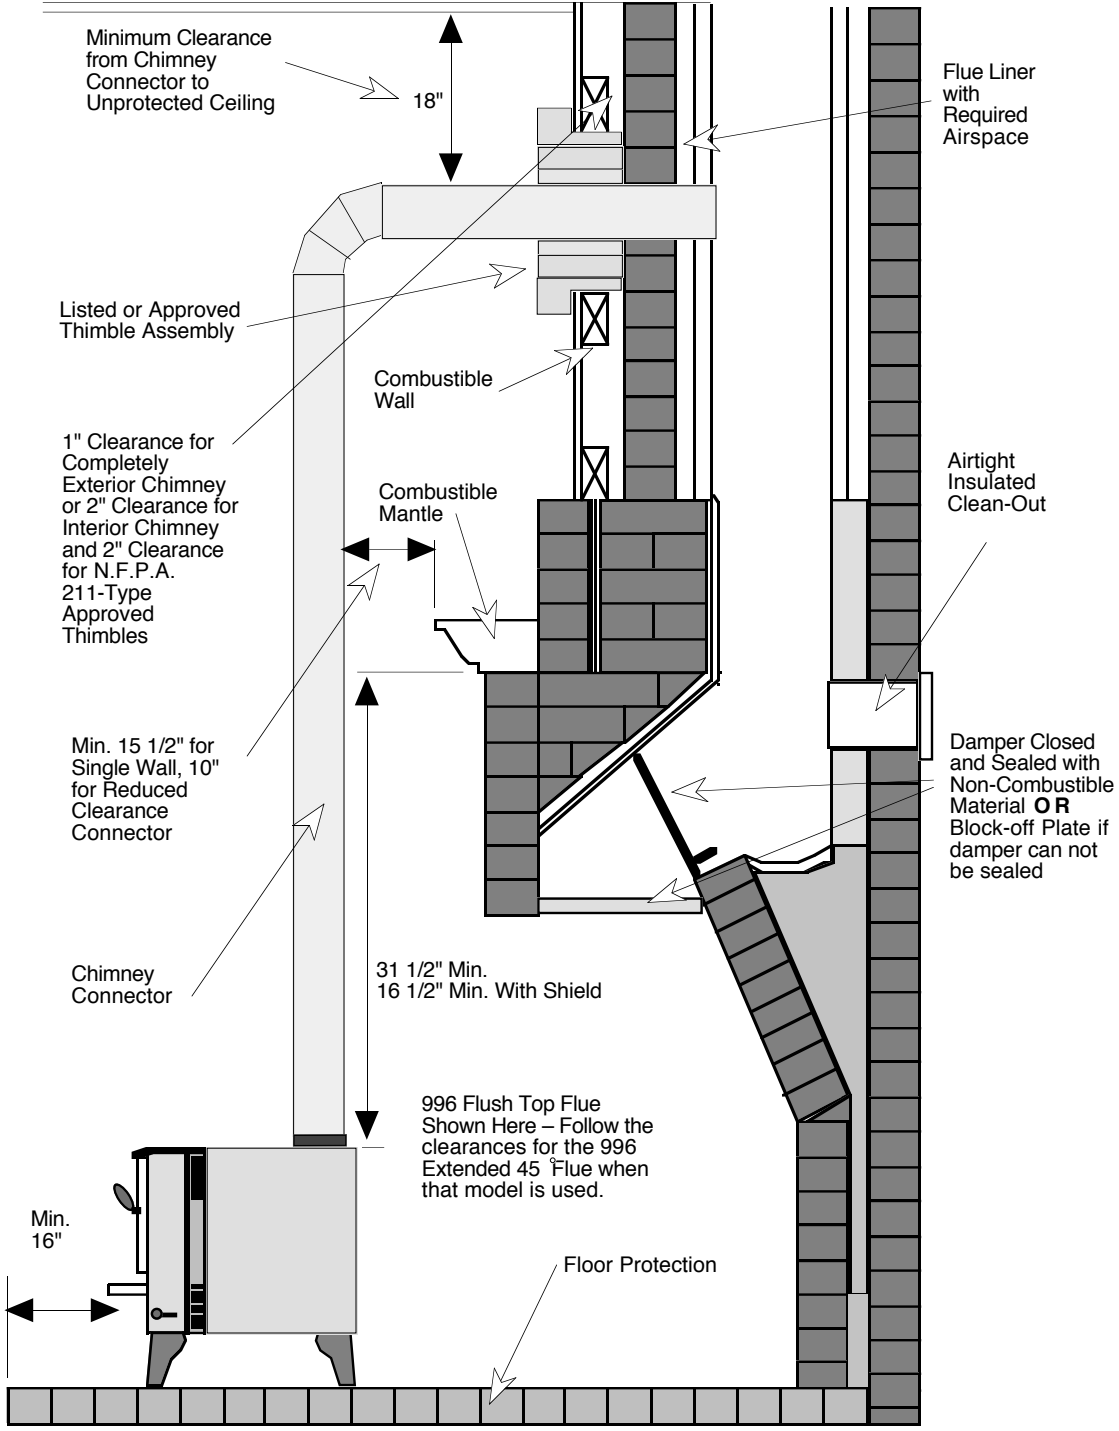 Minimum Clearance
from Chimney
Connector to
Unprotected Ceiling
18"
Flue Liner
with
Required
Airspace
Listed or Approved
Thimble Assembly
Combustible
Wall
1" Clearance for
Completely
Exterior Chimney
or 2" Clearance for
Interior Chimney
and 2" Clearance
for N.F.P.A.
211-Type
Approved
Thimbles
Combustible
Mantle
Airtight
Insulated
Clean-Out
Min. 15 1/2" for
Single Wall, 10"
for Reduced
Clearance
Connector
Damper Closed
and Sealed with
Non-Combustible
Material OR
Block-off Plate if
damper can not
be sealed
Chimney
Connector
31 1/2" Min.
16 1/2" Min. With Shield
996 Flush Top Flue
Shown Here – Follow the
clearances for the 996
Extended 45° Flue when
that model is used.
Min.
16"
Floor Protection